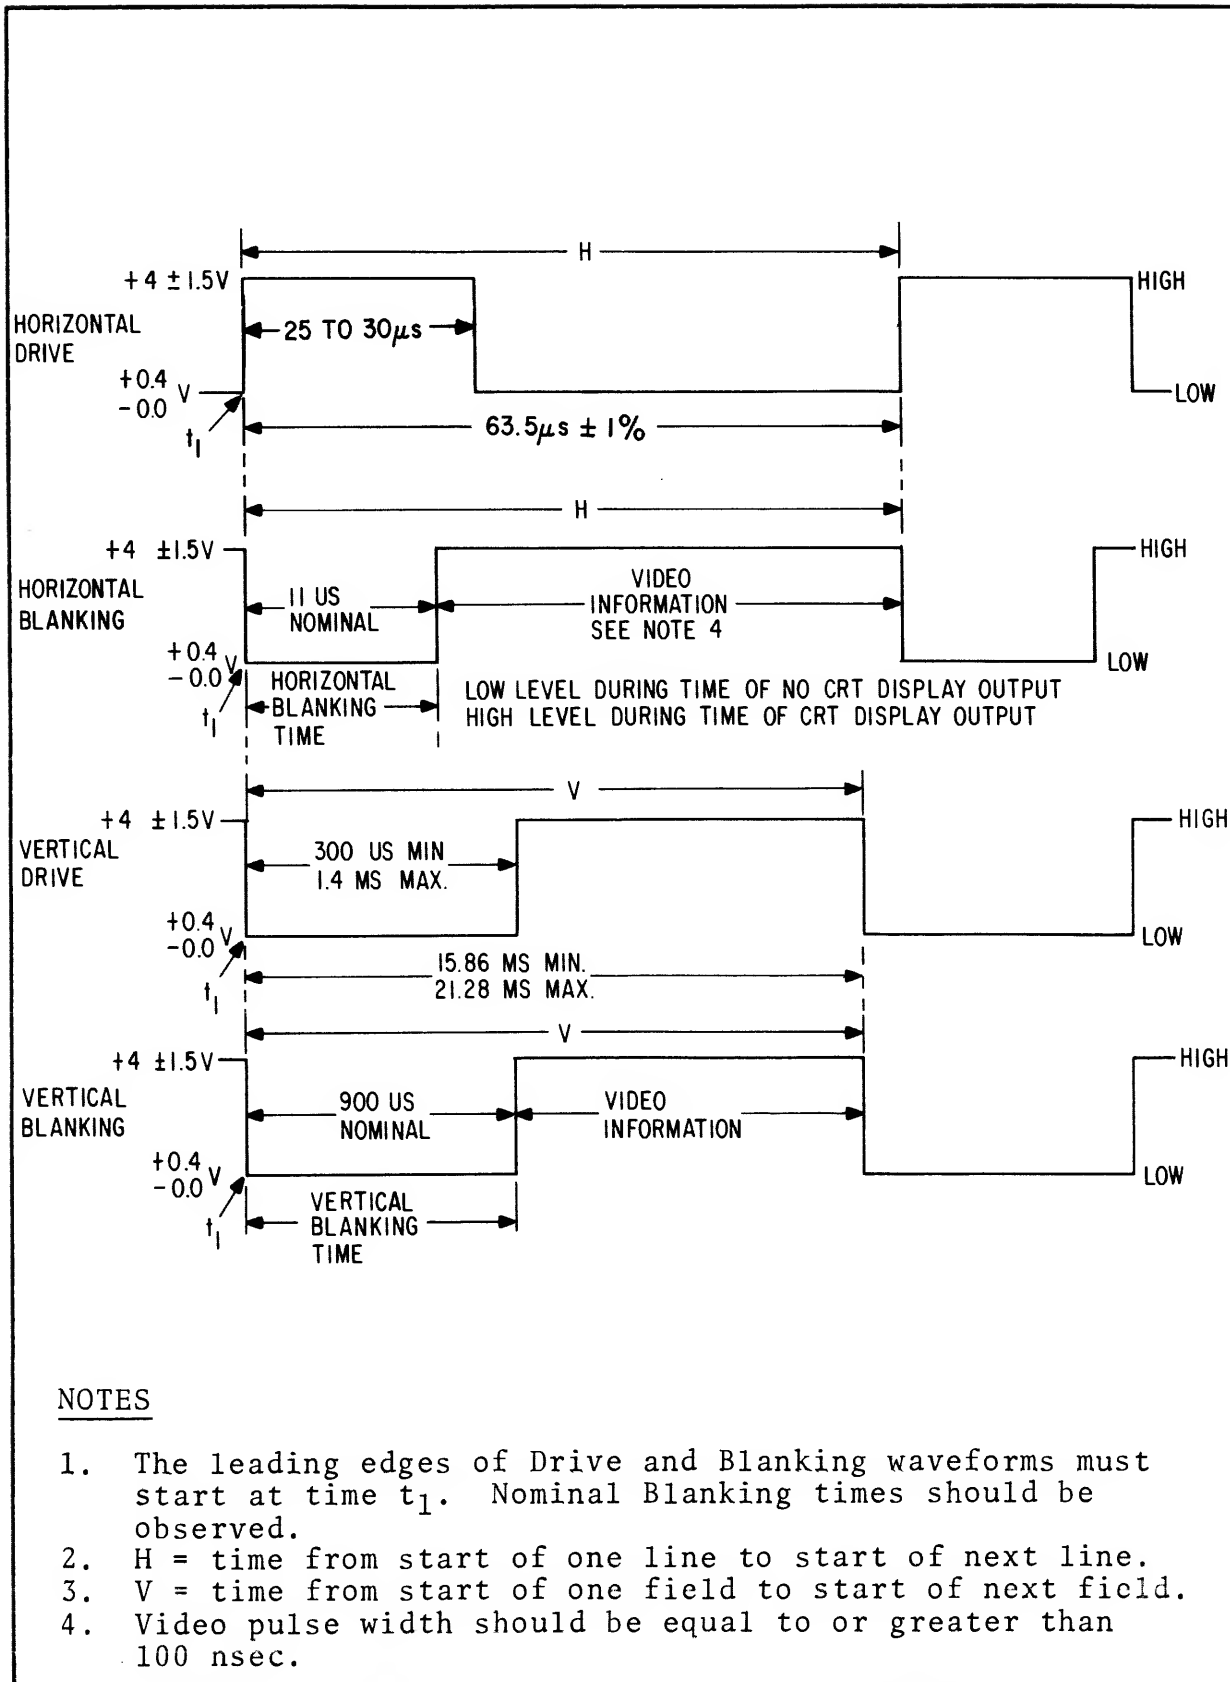 H
+4 ±1.5V
HIGH
HORIZONTAL
DRIVE
25 TO 30µs
+0.4
-0.0 V
LOW
t1
63.5µs ± 1%
H
+4 ±1.5V
HIGH
HORIZONTAL
BLANKING
11 US
NOMINAL
VIDEO
INFORMATION
SEE NOTE 4
+0.4
-0.0 V
LOW
t1
HORIZONTAL
BLANKING
TIME
LOW LEVEL DURING TIME OF NO CRT DISPLAY OUTPUT
HIGH LEVEL DURING TIME OF CRT DISPLAY OUTPUT
V
+4 ±1.5V
HIGH
VERTICAL
DRIVE
300 US MIN
1.4 MS MAX.
+0.4
-0.0 V
LOW
t1
15.86 MS MIN.
21.28 MS MAX.
V
+4 ±1.5V
HIGH
VERTICAL
BLANKING
900 US
NOMINAL
VIDEO
INFORMATION
+0.4
-0.0 V
LOW
t1
VERTICAL
BLANKING
TIME
NOTES
1. The leading edges of Drive and Blanking waveforms must
start at time t1. Nominal Blanking times should be
observed.
2. H = time from start of one line to start of next line.
3. V = time from start of one field to start of next field.
4. Video pulse width should be equal to or greater than
100 nsec.